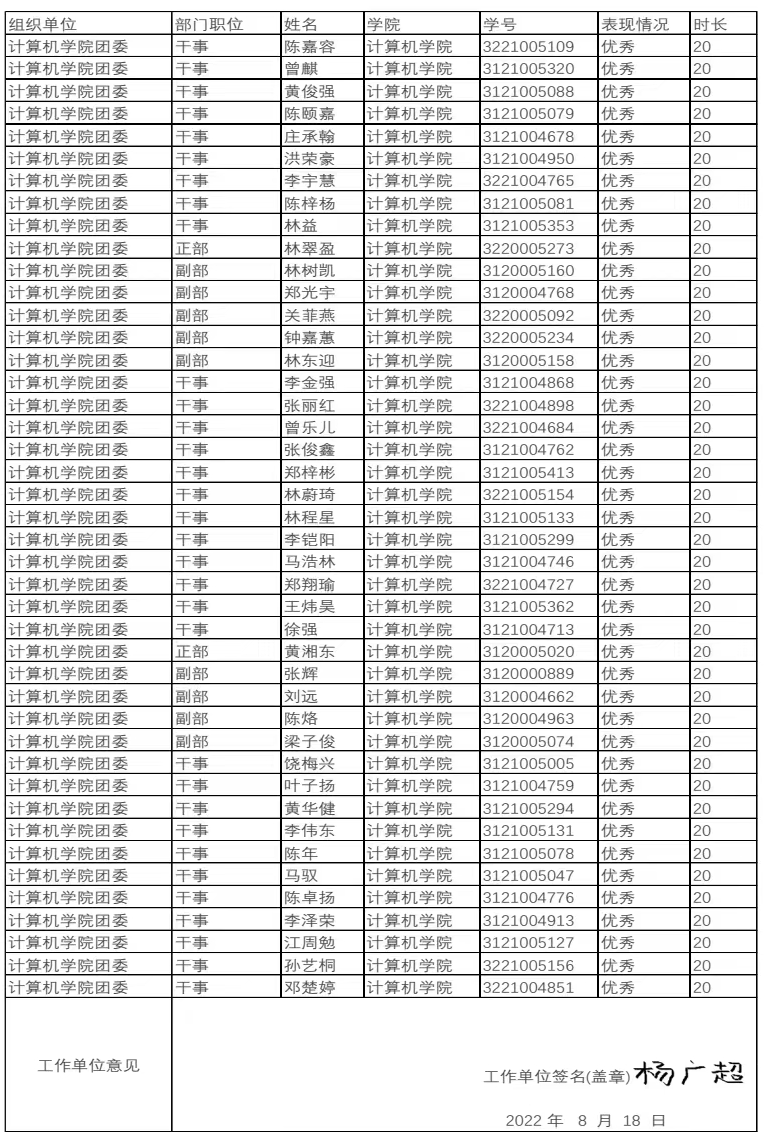 组织单位 部门职位 姓名 学院 学号 表现情况 时长
计算机学院团委 干事 陈嘉容 计算机学院 3221005109 优秀 20
计算机学院团委 干事 曾麒 计算机学院 3121005320 优秀 20
计算机学院团委 干事 黄俊强 计算机学院 3121005088 优秀 20
计算机学院团委 干事 陈颐嘉 计算机学院 3121005079 优秀 20
计算机学院团委 干事 庄承翰 计算机学院 3121004678 优秀 20
计算机学院团委 干事 洪荣豪 计算机学院 3121004950 优秀 20
计算机学院团委 干事 李宇慧 计算机学院 3221004765 优秀 20
计算机学院团委 干事 陈梓杨 计算机学院 3121005081 优秀 20
计算机学院团委 干事 林益 计算机学院 3121005353 优秀 20
计算机学院团委 正部 林翠盈 计算机学院 3220005273 优秀 20
计算机学院团委 副部 林树凯 计算机学院 3120005160 优秀 20
计算机学院团委 副部 郑光宇 计算机学院 3120004768 优秀 20
计算机学院团委 副部 关菲燕 计算机学院 3220005092 优秀 20
计算机学院团委 副部 钟嘉蕙 计算机学院 3220005234 优秀 20
计算机学院团委 副部 林东迎 计算机学院 3120005158 优秀 20
计算机学院团委 干事 李金强 计算机学院 3121004868 优秀 20
计算机学院团委 干事 张丽红 计算机学院 3221004898 优秀 20
计算机学院团委 干事 曾乐儿 计算机学院 3221004684 优秀 20
计算机学院团委 干事 张俊鑫 计算机学院 3121004762 优秀 20
计算机学院团委 干事 郑梓彬 计算机学院 3121005413 优秀 20
计算机学院团委 干事 林蔚琦 计算机学院 3221005154 优秀 20
计算机学院团委 干事 林程星 计算机学院 3121005133 优秀 20
计算机学院团委 干事 李铠阳 计算机学院 3121005299 优秀 20
计算机学院团委 干事 马浩林 计算机学院 3121004746 优秀 20
计算机学院团委 干事 郑翔瑜 计算机学院 3221004727 优秀 20
计算机学院团委 干事 王炜昊 计算机学院 3121005362 优秀 20
计算机学院团委 干事 徐强 计算机学院 3121004713 优秀 20
计算机学院团委 正部 黄湘东 计算机学院 3120005020 优秀 20
计算机学院团委 副部 张辉 计算机学院 3120000889 优秀 20
计算机学院团委 副部 刘远 计算机学院 3120004662 优秀 20
计算机学院团委 副部 陈烙 计算机学院 3120004963 优秀 20
计算机学院团委 副部 梁子俊 计算机学院 3120005074 优秀 20
计算机学院团委 干事 饶梅兴 计算机学院 3121005005 优秀 20
计算机学院团委 干事 叶子扬 计算机学院 3121004759 优秀 20
计算机学院团委 干事 黄华健 计算机学院 3121005294 优秀 20
计算机学院团委 干事 李伟东 计算机学院 3121005131 优秀 20
计算机学院团委 干事 陈年 计算机学院 3121005078 优秀 20
计算机学院团委 干事 马驭 计算机学院 3121005047 优秀 20
计算机学院团委 干事 陈卓扬 计算机学院 3121004776 优秀 20
计算机学院团委 干事 李泽荣 计算机学院 3121004913 优秀 20
计算机学院团委 干事 江周勉 计算机学院 3121005127 优秀 20
计算机学院团委 干事 孙艺桐 计算机学院 3221005156 优秀 20
计算机学院团委 干事 邓楚婷 计算机学院 3221004851 优秀 20
工作单位意见
工作单位签名(盖章) 杨广超
2022 年 8 月 18 日